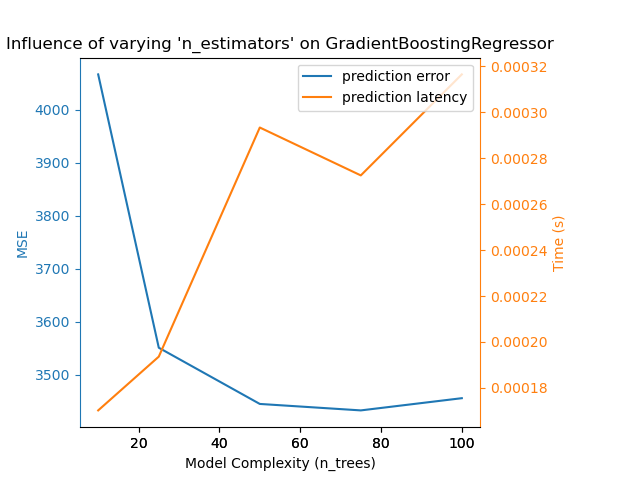 Influence of varying 'n_estimators' on GradientBoostingRegressor
prediction error
prediction latency
4000
3900
3800
3700
3600
3500
MSE
0.00032
0.00030
0.00028
0.00026
0.00024
0.00022
0.00020
0.00018
Time (s)
20 40 60 80 100
Model Complexity (n_trees)